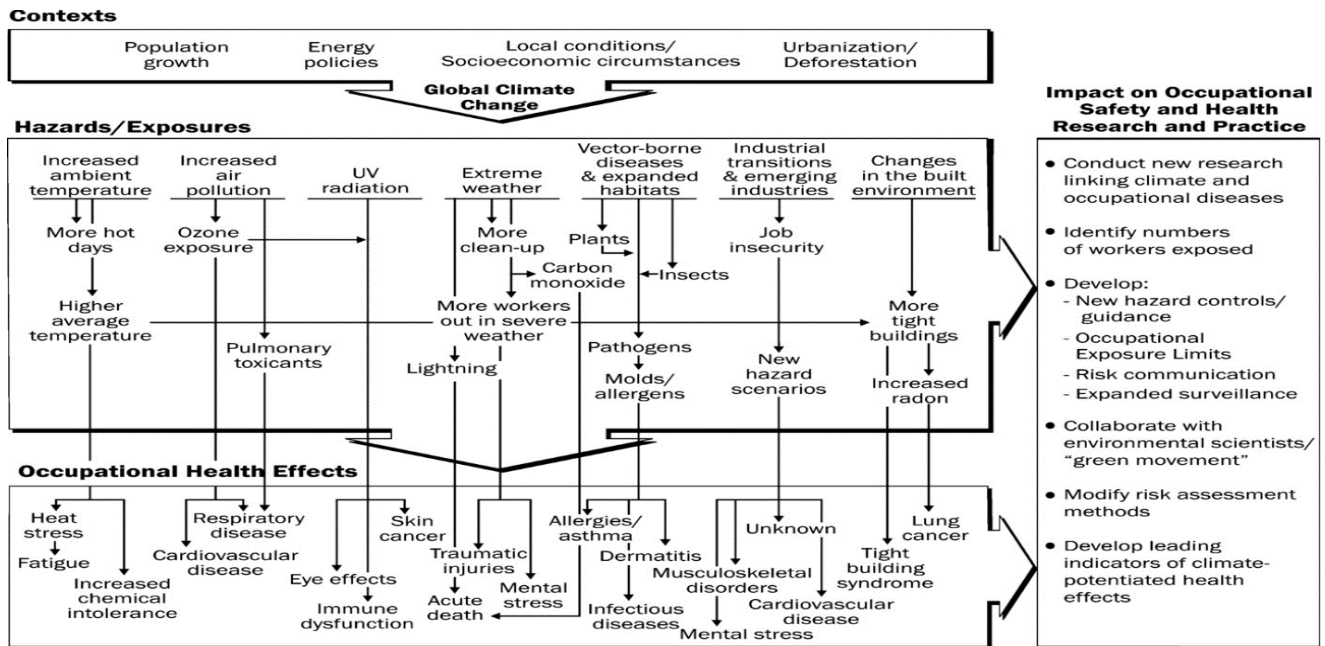 Contexts
Population
growth
Energy
policies
Local conditions/
Socioeconomic circumstances
Urbanization/
Deforestation
Global Climate
Change
Hazards/Exposures
Increased
ambient
temperature
Increased
air
pollution
UV
radiation
Extreme
weather
Vector-borne
diseases
& expanded
habitats
Industrial
transitions
& emerging
industries
Changes
in the built
environment
More hot
days
Ozone
exposure
More
clean-up
Plants
Insects
Job
insecurity
Carbon
monoxide
Higher
average
temperature
More workers
out in severe
weather
More
tight
buildings
Pulmonary
toxicants
Lightning
Pathogens
Molds/
allergens
New
hazard
scenarios
Increased
radon
Occupational Health Effects
Heat
stress
Fatigue
Increased
chemical
intolerance
Respiratory
disease
Cardiovascular
disease
Skin
cancer
Eye effects
Immune
dysfunction
Traumatic
injuries
Acute
death
Mental
stress
Allergies/
asthma
Dermatitis
Infectious
diseases
Unknown
Musculoskeletal
disorders
Cardiovascular
disease
Mental stress
Tight
building
syndrome
Lung
cancer
Impact on Occupational
Safety and Health
Research and Practice
• Conduct new research
linking climate and
occupational diseases
• Identify numbers
of workers exposed
• Develop:
- New hazard controls/
guidance
- Occupational
Exposure Limits
- Risk communication
- Expanded surveillance
• Collaborate with
environmental scientists/
“green movement”
• Modify risk assessment
methods
• Develop leading
indicators of climate-
potentiated health
effects